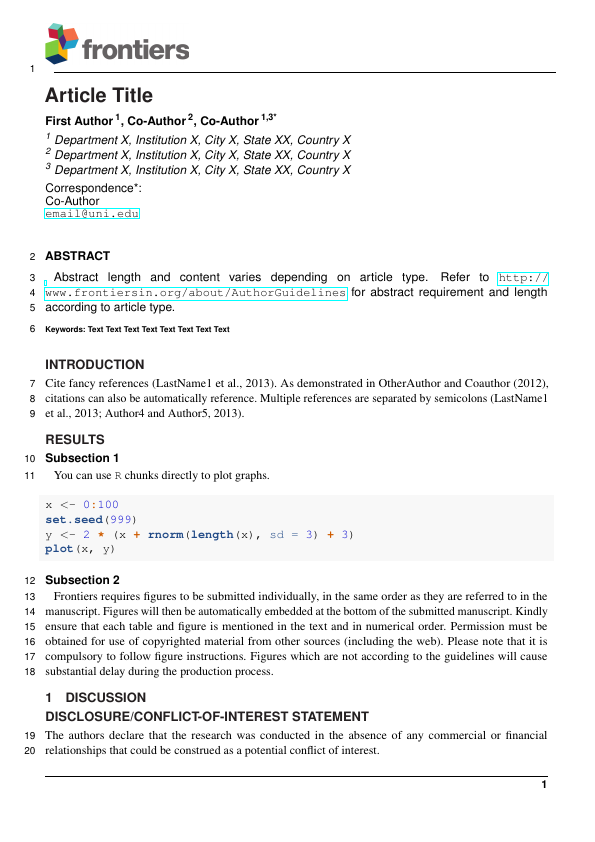 frontiers
1
Article Title
First Author 1, Co-Author 2, Co-Author 1,3*
1 Department X, Institution X, City X, State XX, Country X
2 Department X, Institution X, City X, State XX, Country X
3 Department X, Institution X, City X, State XX, Country X
Correspondence*:
Co-Author
email@uni.edu
2 ABSTRACT
3 Abstract length and content varies depending on article type. Refer to http://
4 www.frontiersin.org/about/AuthorGuidelines for abstract requirement and length
5 according to article type.
6 Keywords: Text Text Text Text Text Text Text Text
INTRODUCTION
7 Cite fancy references (LastName1 et al., 2013). As demonstrated in OtherAuthor and Coauthor (2012),
8 citations can also be automatically reference. Multiple references are separated by semicolons (LastName1
9 et al., 2013; Author4 and Author5, 2013).
RESULTS
10 Subsection 1
11 You can use R chunks directly to plot graphs.
x <- 0:100
set.seed(999)
y <- 2 * (x + rnorm(length(x), sd = 3) + 3)
plot(x, y)
12 Subsection 2
13 Frontiers requires figures to be submitted individually, in the same order as they are referred to in the
14 manuscript. Figures will then be automatically embedded at the bottom of the submitted manuscript. Kindly
15 ensure that each table and figure is mentioned in the text and in numerical order. Permission must be
16 obtained for use of copyrighted material from other sources (including the web). Please note that it is
17 compulsory to follow figure instructions. Figures which are not according to the guidelines will cause
18 substantial delay during the production process.
1 DISCUSSION
DISCLOSURE/CONFLICT-OF-INTEREST STATEMENT
19 The authors declare that the research was conducted in the absence of any commercial or financial
20 relationships that could be construed as a potential conflict of interest.
1